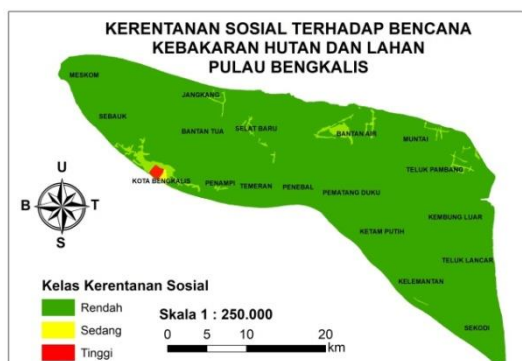 KERENTANAN SOSIAL TERHADAP BENCANA
KEBAKARAN HUTAN DAN LAHAN
PULAU BENGKALIS
MESKOM
JANGKANG
SEBAUK
BANTAN TUA
SELAT BARU
BANTAN AIR
MUNTAI
TELUK PAMBANG
KOTA BENGKALIS
PENAMPI
TEMERAN
PENEBAL
PEMATANG DUKU
KEMBUNG LUAR
KETAM PUTIH
TELUK LANCAR
KELEMANTAN
SEKODI
U
B
T
S
Kelas Kerentanan Sosial
Rendah
Sedang
Tinggi
Skala 1 : 250.000
0 5 10 20
km